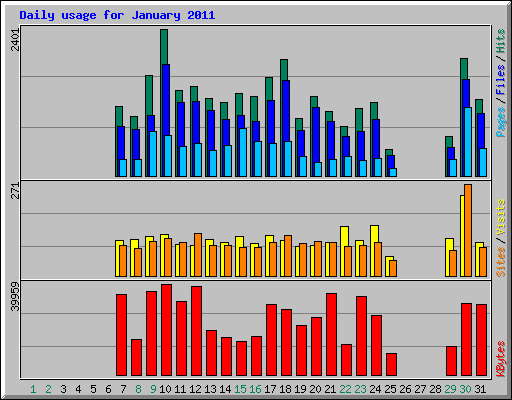 Daily usage for January 2011
2401
Pages / Files / Hits
271
Sites / Visits
39959
KBytes
1 2 3 4 5 6 7 8 9 10 11 12 13 14 15 16 17 18 19 20 21 22 23 24 25 26 27 28 29 30 31